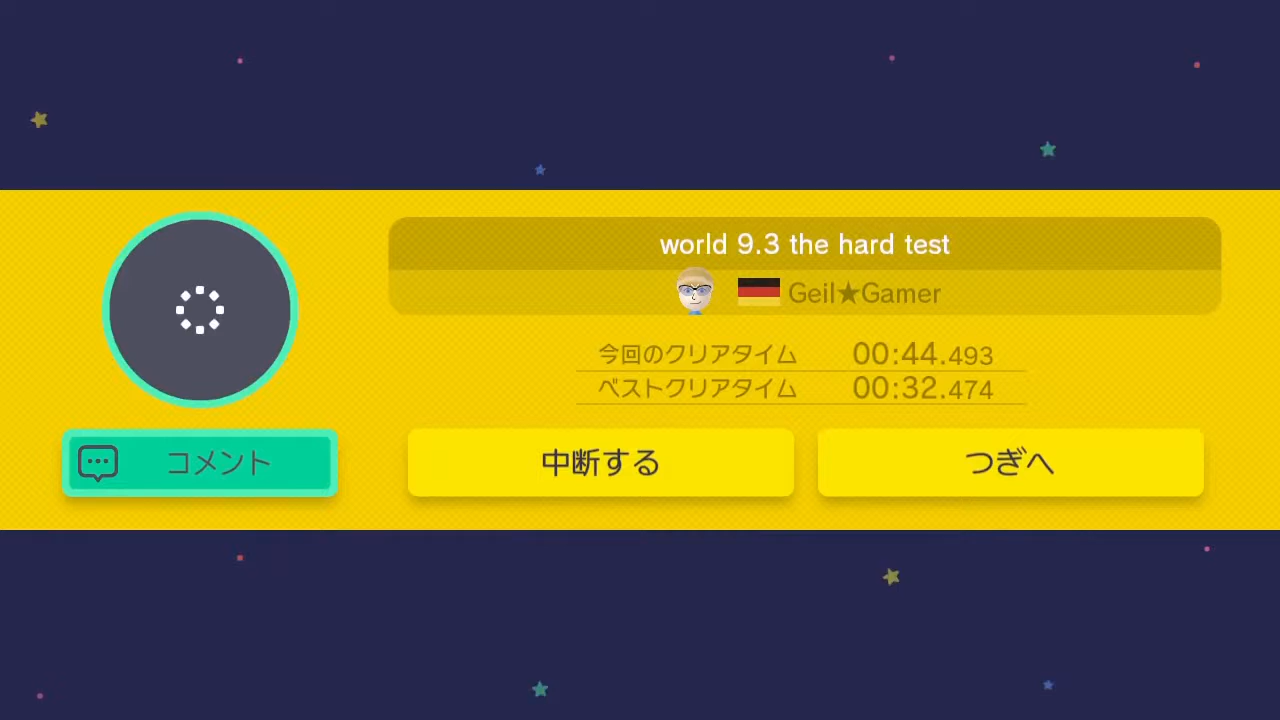 world 9.3 the hard test
Geil★Gamer
今回のクリアタイム 00:44.493
ベストクリアタイム 00:32.474
コメント
中断する
つぎへ